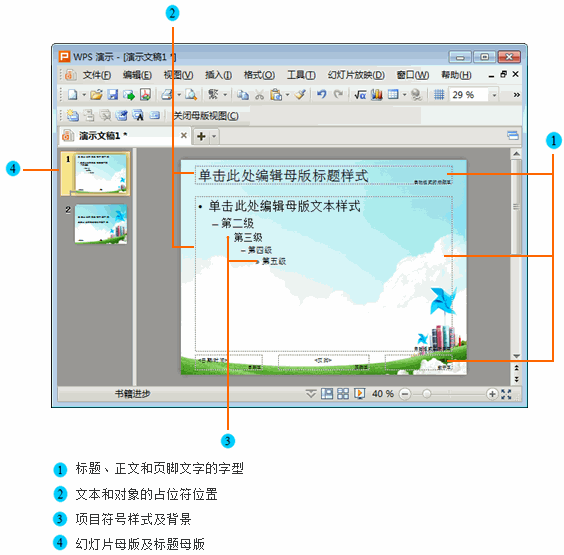 2
WPS 演示 - [演示文稿1 *]
文件(F) 编辑(E) 视图(V) 插入(I) 格式(O) 工具(T) 幻灯片放映(D) 窗口(W) 帮助(H)
繁 29 %
关闭母版视图(C)
演示文稿1 *
1
4
1
单击此处编辑母版标题样式
• 单击此处编辑母版文本样式
– 第二级
• 第三级
– 第四级
• 第五级
2
书籍进步 40 %
3
1 标题、正文和页脚文字的字型
2 文本和对象的占位符位置
3 项目符号样式及背景
4 幻灯片母版及标题母版